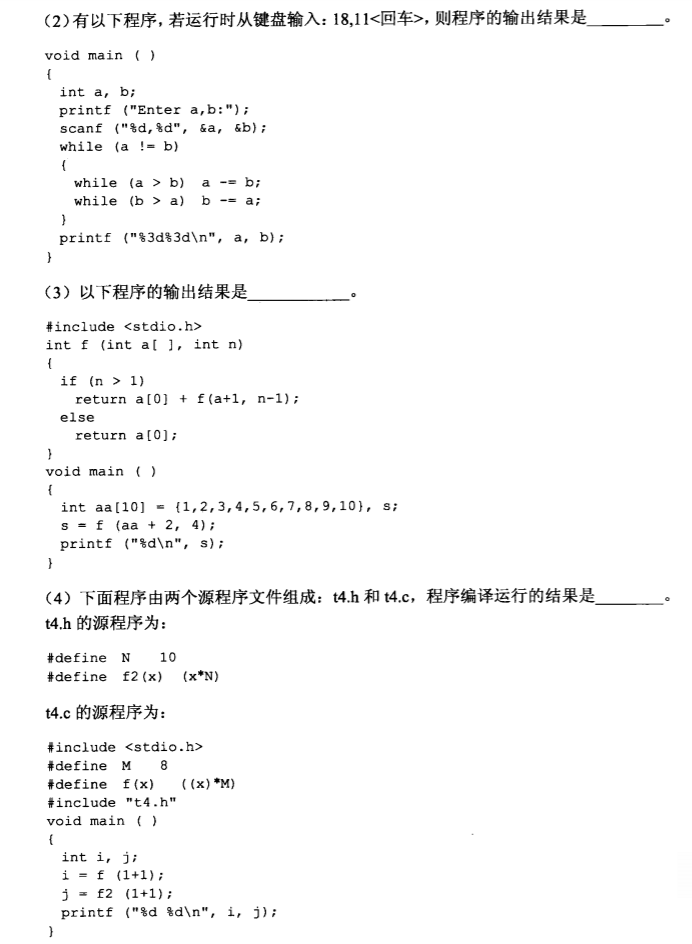 （2）有以下程序，若运行时从键盘输入：18,11<回车>，则程序的输出结果是______。
void main ( )
{
  int a, b;
  printf ("Enter a,b:");
  scanf ("%d,%d", &a, &b);
  while (a != b)
  {
    while (a > b)  a -= b;
    while (b > a)  b -= a;
  }
  printf ("%3d%3d\n", a, b);
}
（3）以下程序的输出结果是________。
#include <stdio.h>
int f (int a[ ], int n)
{
  if (n > 1)
    return a[0] + f(a+1, n-1);
  else
    return a[0];
}
void main ( )
{
  int aa[10] = {1,2,3,4,5,6,7,8,9,10}, s;
  s = f (aa + 2, 4);
  printf ("%d\n", s);
}
（4）下面程序由两个源程序文件组成：t4.h 和 t4.c，程序编译运行的结果是______。
t4.h 的源程序为：
#define  N   10
#define  f2(x)  (x*N)
t4.c 的源程序为：
#include <stdio.h>
#define  M   8
#define  f(x)   ((x)*M)
#include "t4.h"
void main ( )
{
  int i, j;
  i = f (1+1);
  j = f2 (1+1);
  printf ("%d %d\n", i, j);
}